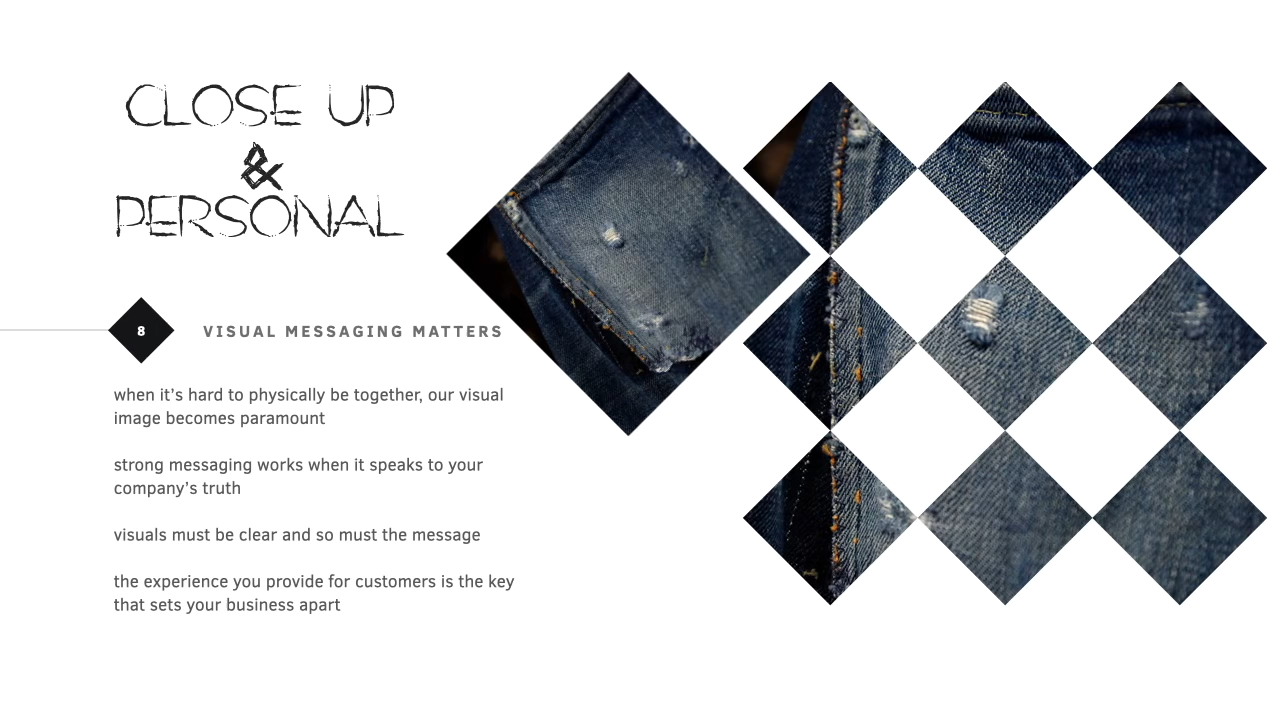 CLOSE UP
&
PERSONAL
8
VISUAL MESSAGING MATTERS
when it’s hard to physically be together, our visual
image becomes paramount
strong messaging works when it speaks to your
company’s truth
visuals must be clear and so must the message
the experience you provide for customers is the key
that sets your business apart